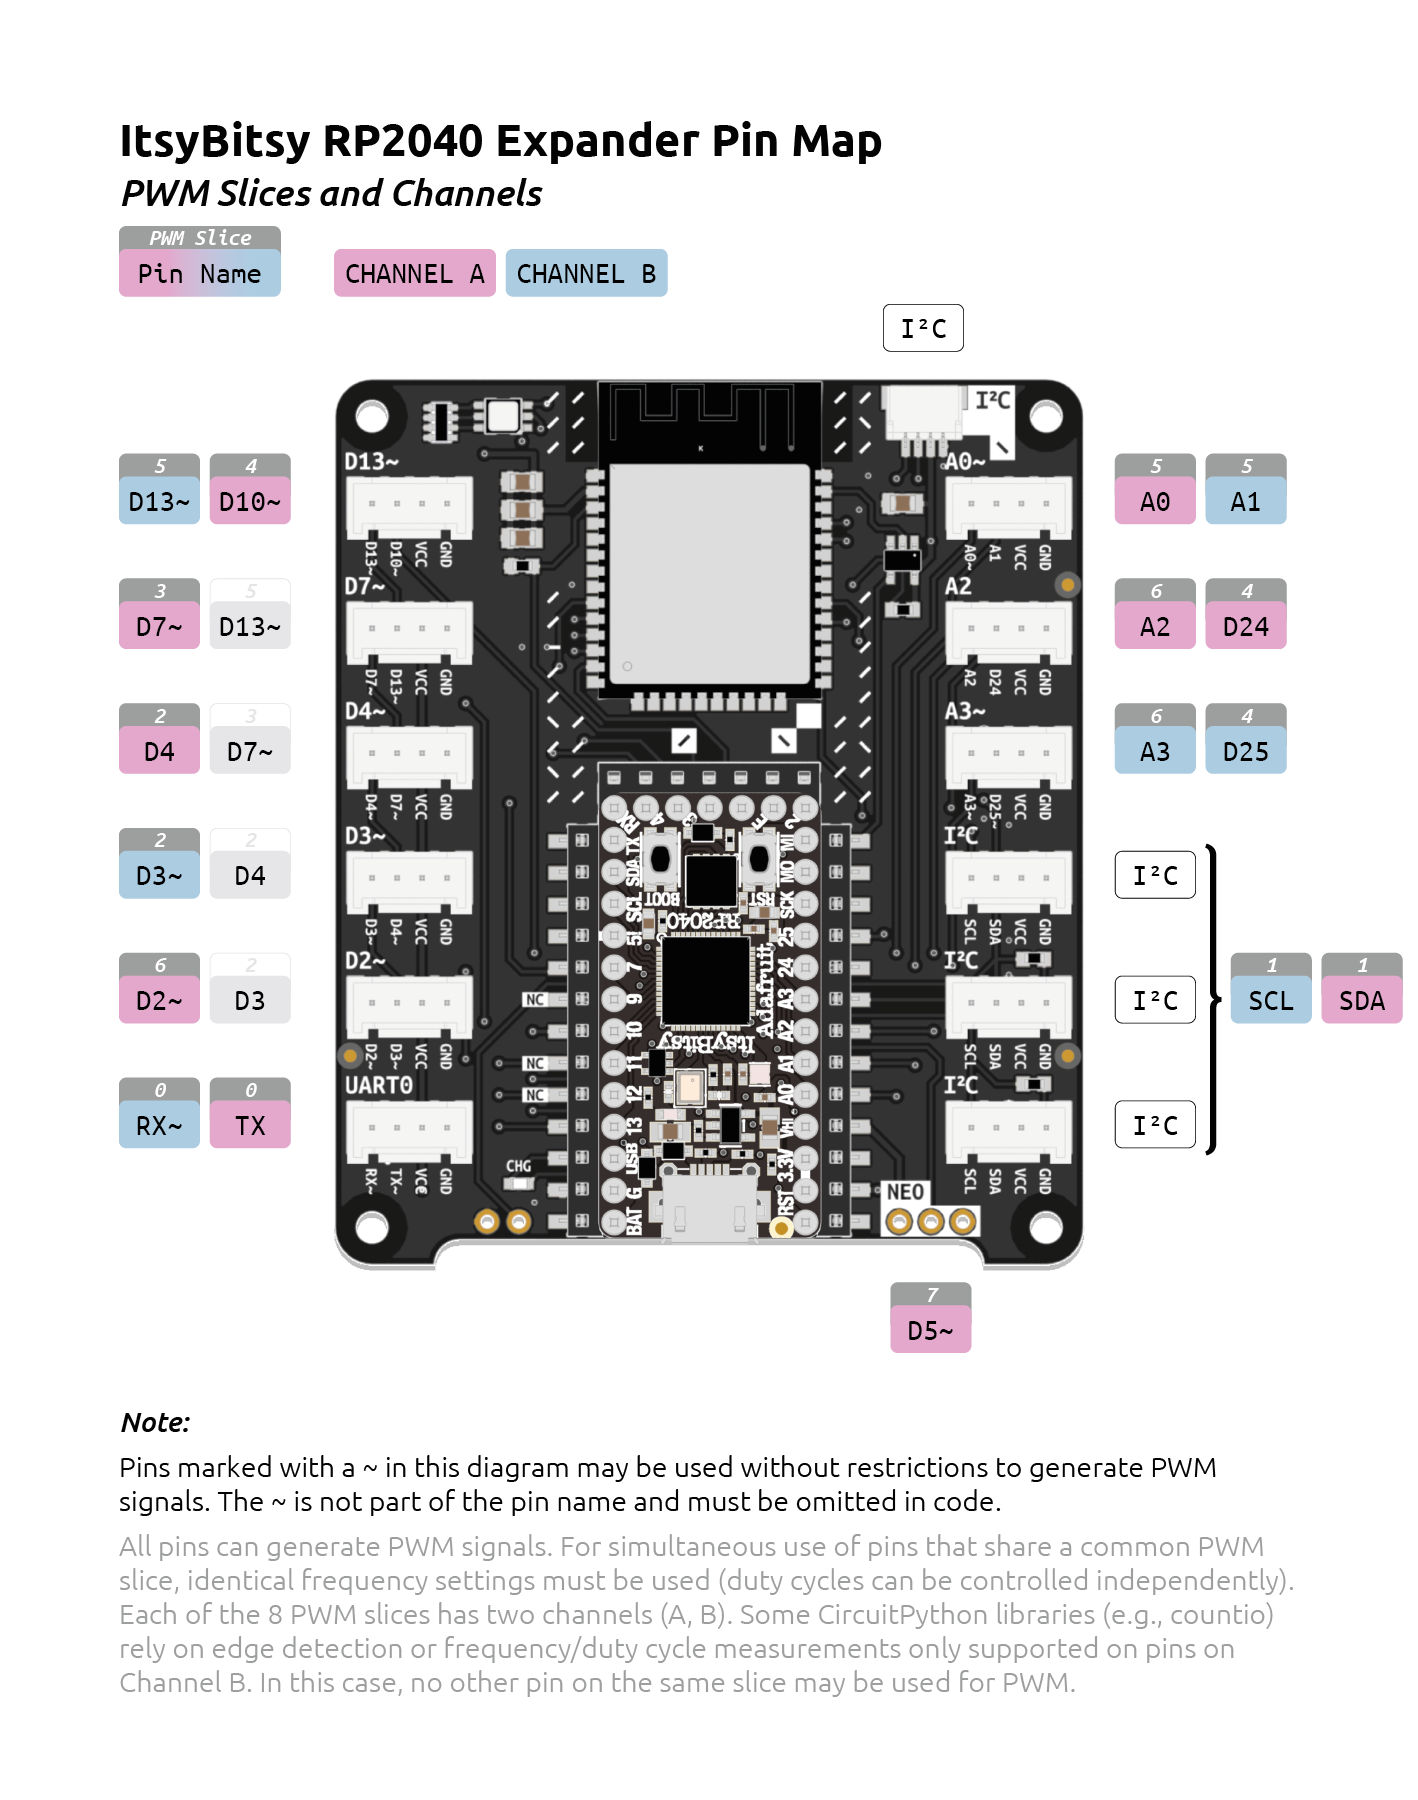 ItsyBitsy RP2040 Expander Pin Map
PWM Slices and Channels
PWM Slice
Pin Name
CHANNEL A
CHANNEL B
I²C
I²C
D13~
5
D13~
4
D10~
D13~ D10~ VCC GND
A0~
A0~ A1 VCC GND
5
A0
5
A1
D7~
3
D7~
5
D13~
D7~ D13~ VCC GND
A2
A2 D24 VCC GND
6
A2
4
D24
D4~
2
D4
3
D7~
D4~ D7~ VCC GND
A3~
A3~ D25~ VCC GND
6
A3
4
D25
D3~
2
D3~
2
D4
D3~ D4~ VCC GND
I²C
SCL SDA VCC GND
I²C
D2~
6
D2~
2
D3
D2~ D3~ VCC GND
I²C
SCL SDA VCC GND
I²C
1
SCL
1
SDA
UART0
0
RX~
0
TX
RX~ TX~ VCC GND
I²C
SCL SDA VCC GND
I²C
K
RX A 2
TX MI
SDA MO
SCL SCK
BOOT RST
RP2040
5! 25
7 24
9 A3
10 A2
11 A1
12 A0
13 VHI
USB 3.3V
G RST
BAT
Adafruit
ItsyBitsy
NC
NC
NC
CHG
NEO
7
D5~
Note:
Pins marked with a ~ in this diagram may be used without restrictions to generate PWM
signals. The ~ is not part of the pin name and must be omitted in code.
All pins can generate PWM signals. For simultaneous use of pins that share a common PWM
slice, identical frequency settings must be used (duty cycles can be controlled independently).
Each of the 8 PWM slices has two channels (A, B). Some CircuitPython libraries (e.g., countio)
rely on edge detection or frequency/duty cycle measurements only supported on pins on
Channel B. In this case, no other pin on the same slice may be used for PWM.